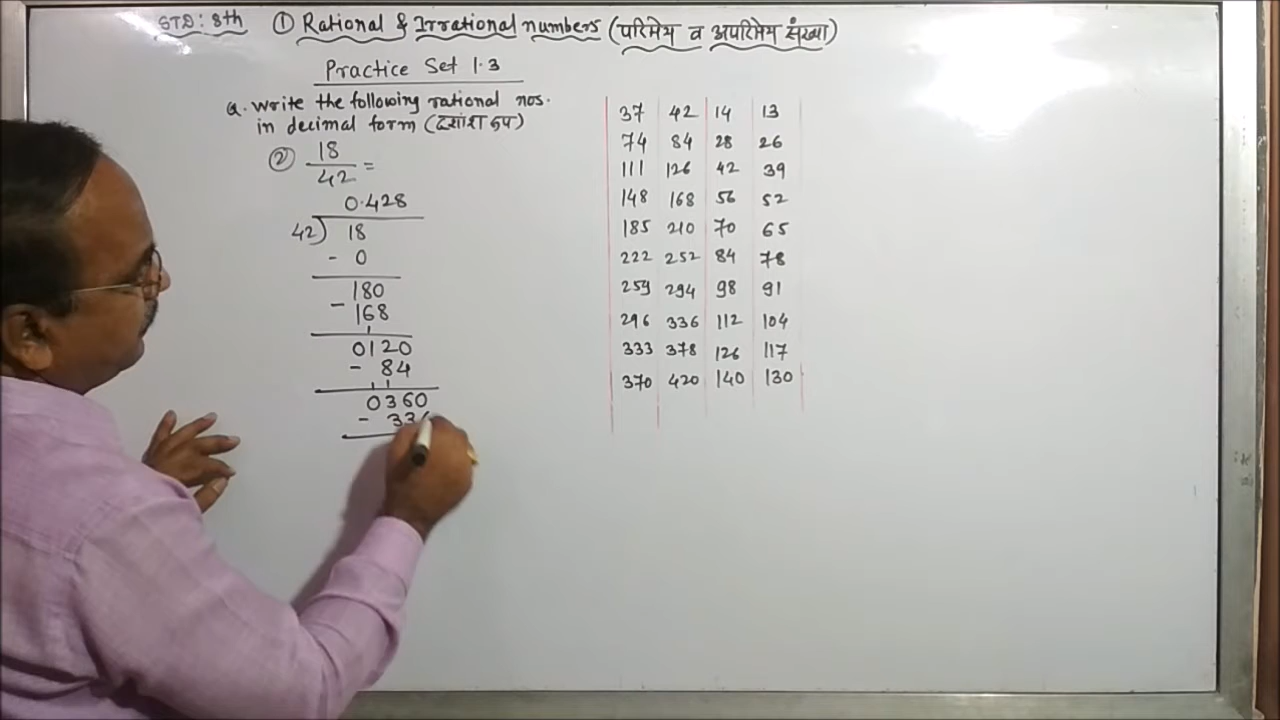 STD: 8th ① Rational & Irrational numbers (परिमेय व अपरिमेय संख्या)
Practice Set 1.3
Q. Write the following rational nos.
in decimal form (दशांश रूप)
② 18
42 =
0.428
42) 18
- 0
180
- 168
0120
- 84
0360
- 336
37 42 14 13
74 84 28 26
111 126 42 39
148 168 56 52
185 210 70 65
222 252 84 78
259 294 98 91
296 336 112 104
333 378 126 117
370 420 140 130